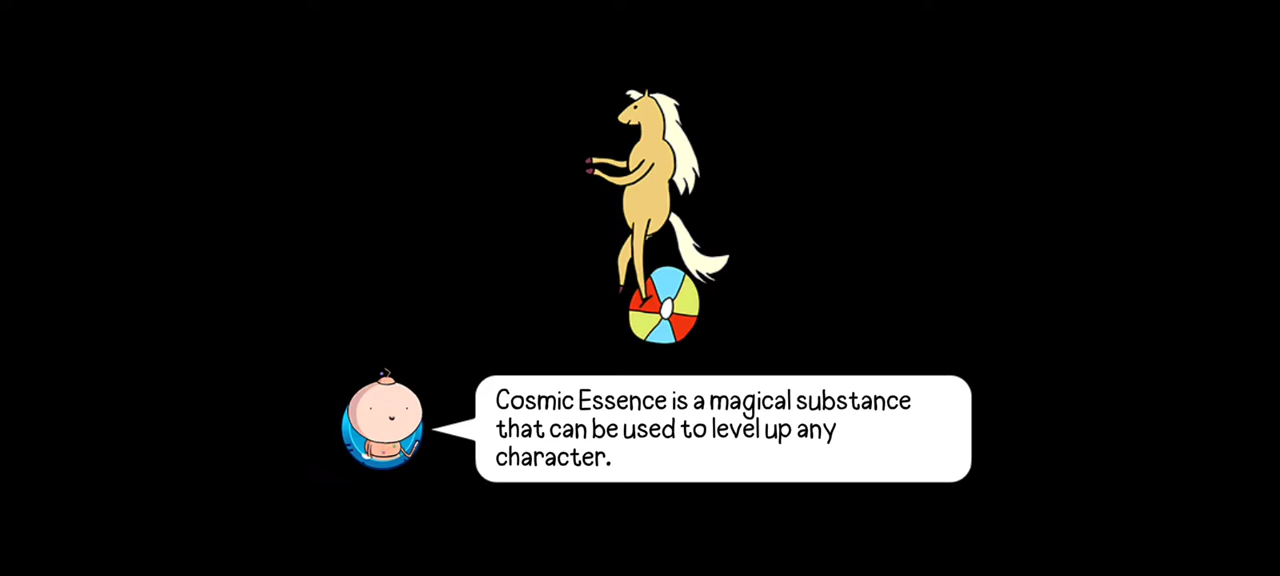 Cosmic Essence is a magical substance
that can be used to level up any
character.